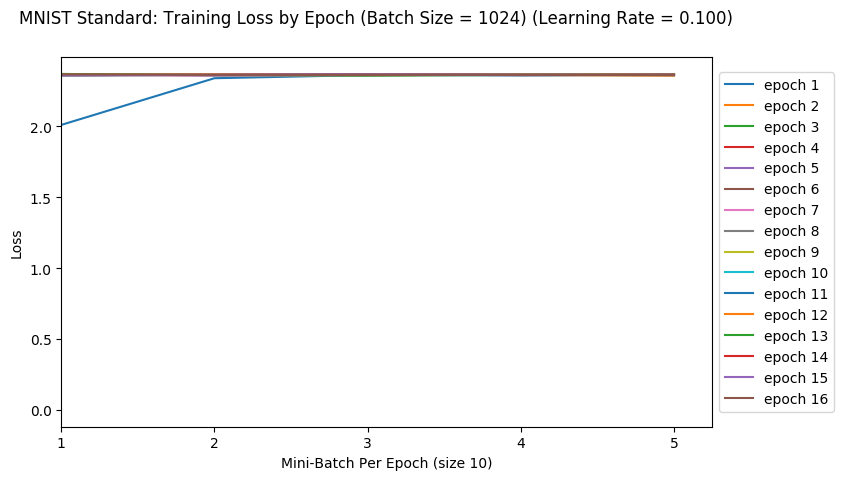 MNIST Standard: Training Loss by Epoch (Batch Size = 1024) (Learning Rate = 0.100)
Loss
2.0
1.5
1.0
0.5
0.0
1 2 3 4 5
Mini-Batch Per Epoch (size 10)
epoch 1
epoch 2
epoch 3
epoch 4
epoch 5
epoch 6
epoch 7
epoch 8
epoch 9
epoch 10
epoch 11
epoch 12
epoch 13
epoch 14
epoch 15
epoch 16